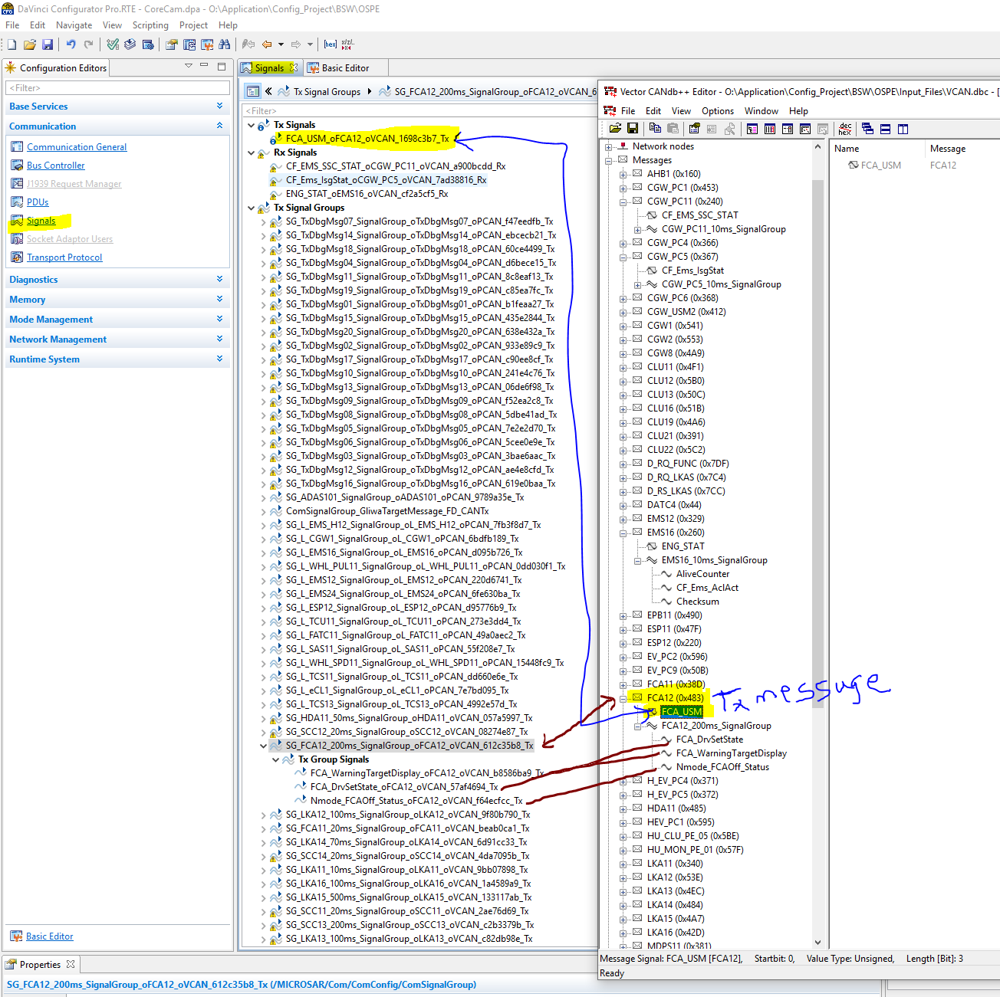 DaVinci Configurator Pro.RTE - CoreCam.dpa - O:\Application\Config_Project\BSW\OSPE
File Edit Navigate View Scripting Project Help
Configuration Editors
<Filter>
Base Services
Communication
Communication General
Bus Controller
J1939 Request Manager
PDUs
Signals
Socket Adaptor Users
Transport Protocol
Diagnostics
Memory
Mode Management
Network Management
Runtime System
Basic Editor
Signals
Basic Editor
Tx Signal Groups
SG_FCA12_200ms_SignalGroup_oFCA12_oVCAN_6
<Filter>
Tx Signals
FCA_USM_oFCA12_oVCAN_1698c3b7_Tx
Rx Signals
CF_EMS_SSC_STAT_oCGW_PC11_oVCAN_a900bcdd_Rx
CF_Ems_IsgStat_oCGW_PC5_oVCAN_7ad38816_Rx
ENG_STAT_oEMS16_oVCAN_cf2a5cf5_Rx
Tx Signal Groups
SG_TxDbgMsg07_SignalGroup_oTxDbgMsg07_oPCAN_f47eedfb_Tx
SG_TxDbgMsg14_SignalGroup_oTxDbgMsg14_oPCAN_ebcecb21_Tx
SG_TxDbgMsg18_SignalGroup_oTxDbgMsg18_oPCAN_60ce4499_Tx
SG_TxDbgMsg04_SignalGroup_oTxDbgMsg04_oPCAN_d6bece15_Tx
SG_TxDbgMsg11_SignalGroup_oTxDbgMsg11_oPCAN_8c8eaf13_Tx
SG_TxDbgMsg19_SignalGroup_oTxDbgMsg19_oPCAN_c85ea7fc_Tx
SG_TxDbgMsg01_SignalGroup_oTxDbgMsg01_oPCAN_b1feaa27_Tx
SG_TxDbgMsg15_SignalGroup_oTxDbgMsg15_oPCAN_435e2844_Tx
SG_TxDbgMsg20_SignalGroup_oTxDbgMsg20_oPCAN_638e432a_Tx
SG_TxDbgMsg02_SignalGroup_oTxDbgMsg02_oPCAN_933e89c9_Tx
SG_TxDbgMsg17_SignalGroup_oTxDbgMsg17_oPCAN_c90ee8cf_Tx
SG_TxDbgMsg10_SignalGroup_oTxDbgMsg10_oPCAN_241e4c76_Tx
SG_TxDbgMsg13_SignalGroup_oTxDbgMsg13_oPCAN_06de6f98_Tx
SG_TxDbgMsg09_SignalGroup_oTxDbgMsg09_oPCAN_f52ea2c8_Tx
SG_TxDbgMsg08_SignalGroup_oTxDbgMsg08_oPCAN_5dbe41ad_Tx
SG_TxDbgMsg05_SignalGroup_oTxDbgMsg05_oPCAN_7e2e2d70_Tx
SG_TxDbgMsg06_SignalGroup_oTxDbgMsg06_oPCAN_5cee0e9e_Tx
SG_TxDbgMsg03_SignalGroup_oTxDbgMsg03_oPCAN_3bae6aac_Tx
SG_TxDbgMsg12_SignalGroup_oTxDbgMsg12_oPCAN_ae4e8cfd_Tx
SG_TxDbgMsg16_SignalGroup_oTxDbgMsg16_oPCAN_619e0baa_Tx
SG_ADAS101_SignalGroup_oADAS101_oPCAN_9789a35e_Tx
ComSignalGroup_GliwaTargetMessage_FD_CANTx
SG_L_EMS_H12_SignalGroup_oL_EMS_H12_oPCAN_7fb3f8d7_Tx
SG_L_CGW1_SignalGroup_oL_CGW1_oPCAN_6bdfb189_Tx
SG_L_EMS16_SignalGroup_oL_EMS16_oPCAN_d095b726_Tx
SG_L_WHL_PUL11_SignalGroup_oL_WHL_PUL11_oPCAN_0dd030f1_Tx
SG_L_EMS12_SignalGroup_oL_EMS12_oPCAN_220d6741_Tx
SG_L_EMS24_SignalGroup_oL_EMS24_oPCAN_6fe630ba_Tx
SG_L_ESP12_SignalGroup_oL_ESP12_oPCAN_d95776b9_Tx
SG_L_TCU11_SignalGroup_oL_TCU11_oPCAN_273e3dd4_Tx
SG_L_FATC11_SignalGroup_oL_FATC11_oPCAN_49a0aec2_Tx
SG_L_SAS11_SignalGroup_oL_SAS11_oPCAN_55f208e7_Tx
SG_L_WHL_SPD11_SignalGroup_oL_WHL_SPD11_oPCAN_15448fc9_Tx
SG_L_TCS11_SignalGroup_oL_TCS11_oPCAN_dd660e6e_Tx
SG_L_eCL1_SignalGroup_oL_eCL1_oPCAN_7e7bd095_Tx
SG_L_TCS13_SignalGroup_oL_TCS13_oPCAN_4992e57d_Tx
SG_HDA11_50ms_SignalGroup_oHDA11_oVCAN_057a5997_Tx
SG_SCC12_20ms_SignalGroup_oSCC12_oVCAN_08274e87_Tx
SG_FCA12_200ms_SignalGroup_oFCA12_oVCAN_612c35b8_Tx
Tx Group Signals
FCA_WarningTargetDisplay_oFCA12_oVCAN_b8586ba9_Tx
FCA_DrvSetState_oFCA12_oVCAN_57af4694_Tx
Nmode_FCAOff_Status_oFCA12_oVCAN_f64ecfcc_Tx
SG_LKA12_100ms_SignalGroup_oLKA12_oVCAN_9f80b790_Tx
SG_FCA11_20ms_SignalGroup_oFCA11_oVCAN_beab0ca1_Tx
SG_LKA14_70ms_SignalGroup_oLKA14_oVCAN_6d91cc33_Tx
SG_SCC14_20ms_SignalGroup_oSCC14_oVCAN_4da7095b_Tx
SG_LKA11_10ms_SignalGroup_oLKA11_oVCAN_9bb07898_Tx
SG_LKA16_100ms_SignalGroup_oLKA16_oVCAN_1a4589a9_Tx
SG_LKA15_500ms_SignalGroup_oLKA15_oVCAN_133117ab_Tx
SG_SCC11_20ms_SignalGroup_oSCC11_oVCAN_2ae76d69_Tx
SG_SCC13_200ms_SignalGroup_oSCC13_oVCAN_c2b3379b_Tx
SG_LKA13_100ms_SignalGroup_oLKA13_oVCAN_c82db98e_Tx
Vector CANdb++ Editor - O:\Application\Config_Project\BSW\OSPE\Input_Files\VCAN.dbc - [
File Edit View Options Window Help
Network nodes
Messages
AHB1 (0x160)
CGW_PC1 (0x453)
CGW_PC11 (0x240)
CF_EMS_SSC_STAT
CGW_PC11_10ms_SignalGroup
CGW_PC4 (0x366)
CGW_PC5 (0x367)
CF_Ems_IsgStat
CGW_PC5_10ms_SignalGroup
CGW_PC6 (0x368)
CGW_USM2 (0x412)
CGW1 (0x541)
CGW2 (0x553)
CGW8 (0x4A9)
CLU11 (0x4F1)
CLU12 (0x5B0)
CLU13 (0x50C)
CLU16 (0x51B)
CLU19 (0x4A6)
CLU21 (0x391)
CLU22 (0x5C2)
D_RQ_FUNC (0x7DF)
D_RQ_LKAS (0x7C4)
D_RS_LKAS (0x7CC)
DATC4 (0x44)
EMS12 (0x329)
EMS16 (0x260)
ENG_STAT
EMS16_10ms_SignalGroup
AliveCounter
CF_Ems_AclAct
Checksum
EPB11 (0x490)
ESP11 (0x47F)
ESP12 (0x220)
EV_PC2 (0x596)
EV_PC9 (0x50B)
FCA11 (0x38D)
FCA12 (0x483)
Tx message
FCA_USM
FCA12_200ms_SignalGroup
FCA_DrvSetState
FCA_WarningTargetDisplay
Nmode_FCAOff_Status
H_EV_PC4 (0x371)
H_EV_PC5 (0x372)
HDA11 (0x485)
HEV_PC1 (0x595)
HU_CLU_PE_05 (0x5BE)
HU_MON_PE_01 (0x57F)
LKA11 (0x340)
LKA12 (0x53E)
LKA13 (0x4EC)
LKA14 (0x484)
LKA15 (0x4A7)
LKA16 (0x42D)
MDPS11 (0x381)
Name Message
FCA_USM FCA12
Message Signal: FCA_USM [FCA12], Startbit: 0, Value Type: Unsigned, Length [Bit]: 3
Ready
Properties
SG_FCA12_200ms_SignalGroup_oFCA12_oVCAN_612c35b8_Tx (/MICROSAR/Com/ComConfig/ComSignalGroup)